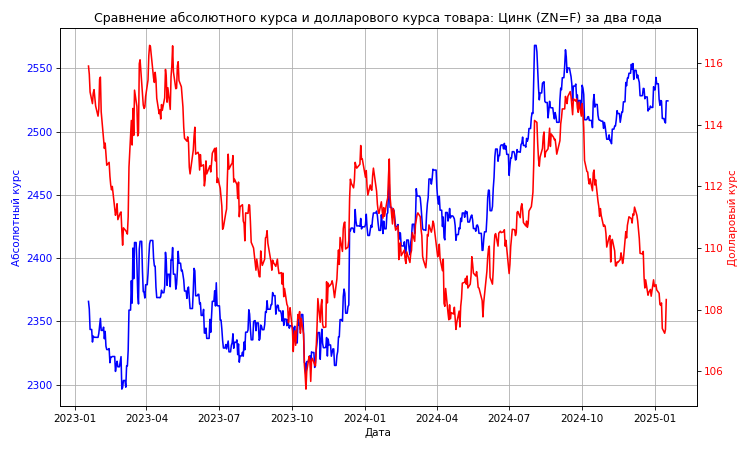 Сравнение абсолютного курса и долларового курса товара: Цинк (ZN=F) за два года
Абсолютный курс
2550
2500
2450
2400
2350
2300
116
114
112
110
108
106
Долларовый курс
2023-01 2023-04 2023-07 2023-10 2024-01 2024-04 2024-07 2024-10 2025-01
Дата